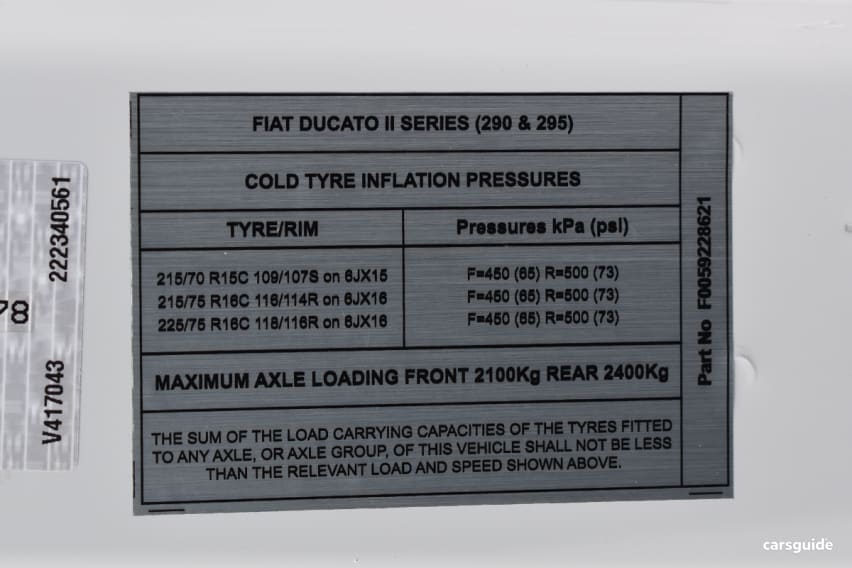 FIAT DUCATO II SERIES (290 & 295)
COLD TYRE INFLATION PRESSURES
TYRE/RIM
Pressures kPa (psi)
215/70 R15C 109/107S on 6JX15
F=450 (65) R=500 (73)
215/75 R16C 116/114R on 6JX16
F=450 (65) R=500 (73)
225/75 R16C 118/116R on 6JX16
F=450 (65) R=500 (73)
MAXIMUM AXLE LOADING FRONT 2100Kg REAR 2400Kg
THE SUM OF THE LOAD CARRYING CAPACITIES OF THE TYRES FITTED
TO ANY AXLE, OR AXLE GROUP, OF THIS VEHICLE SHALL NOT BE LESS
THAN THE RELEVANT LOAD AND SPEED SHOWN ABOVE.
Part No F0059228621
222340561
V417043
78
carsguide